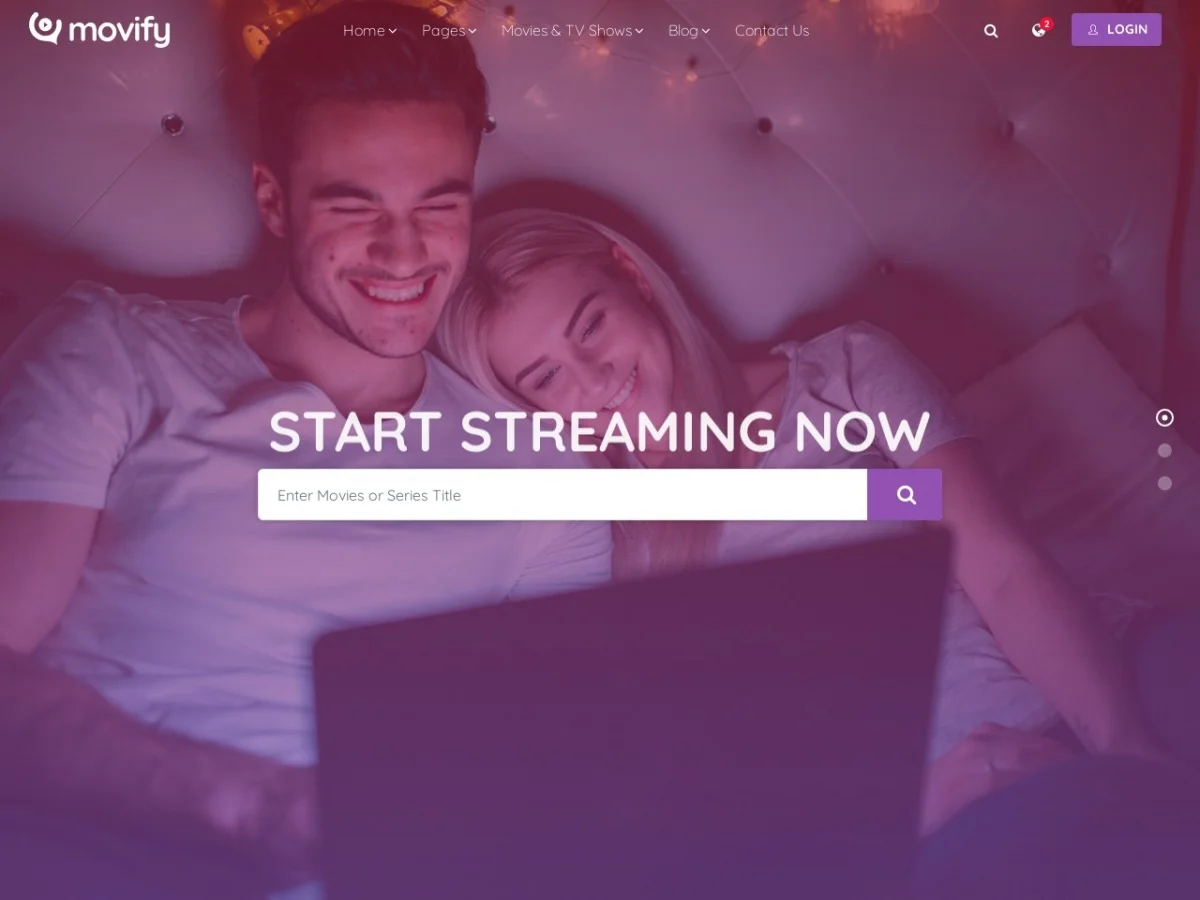 movify
Home
Pages
Movies & TV Shows
Blog
Contact Us
2
LOGIN
START STREAMING NOW
Enter Movies or Series Title